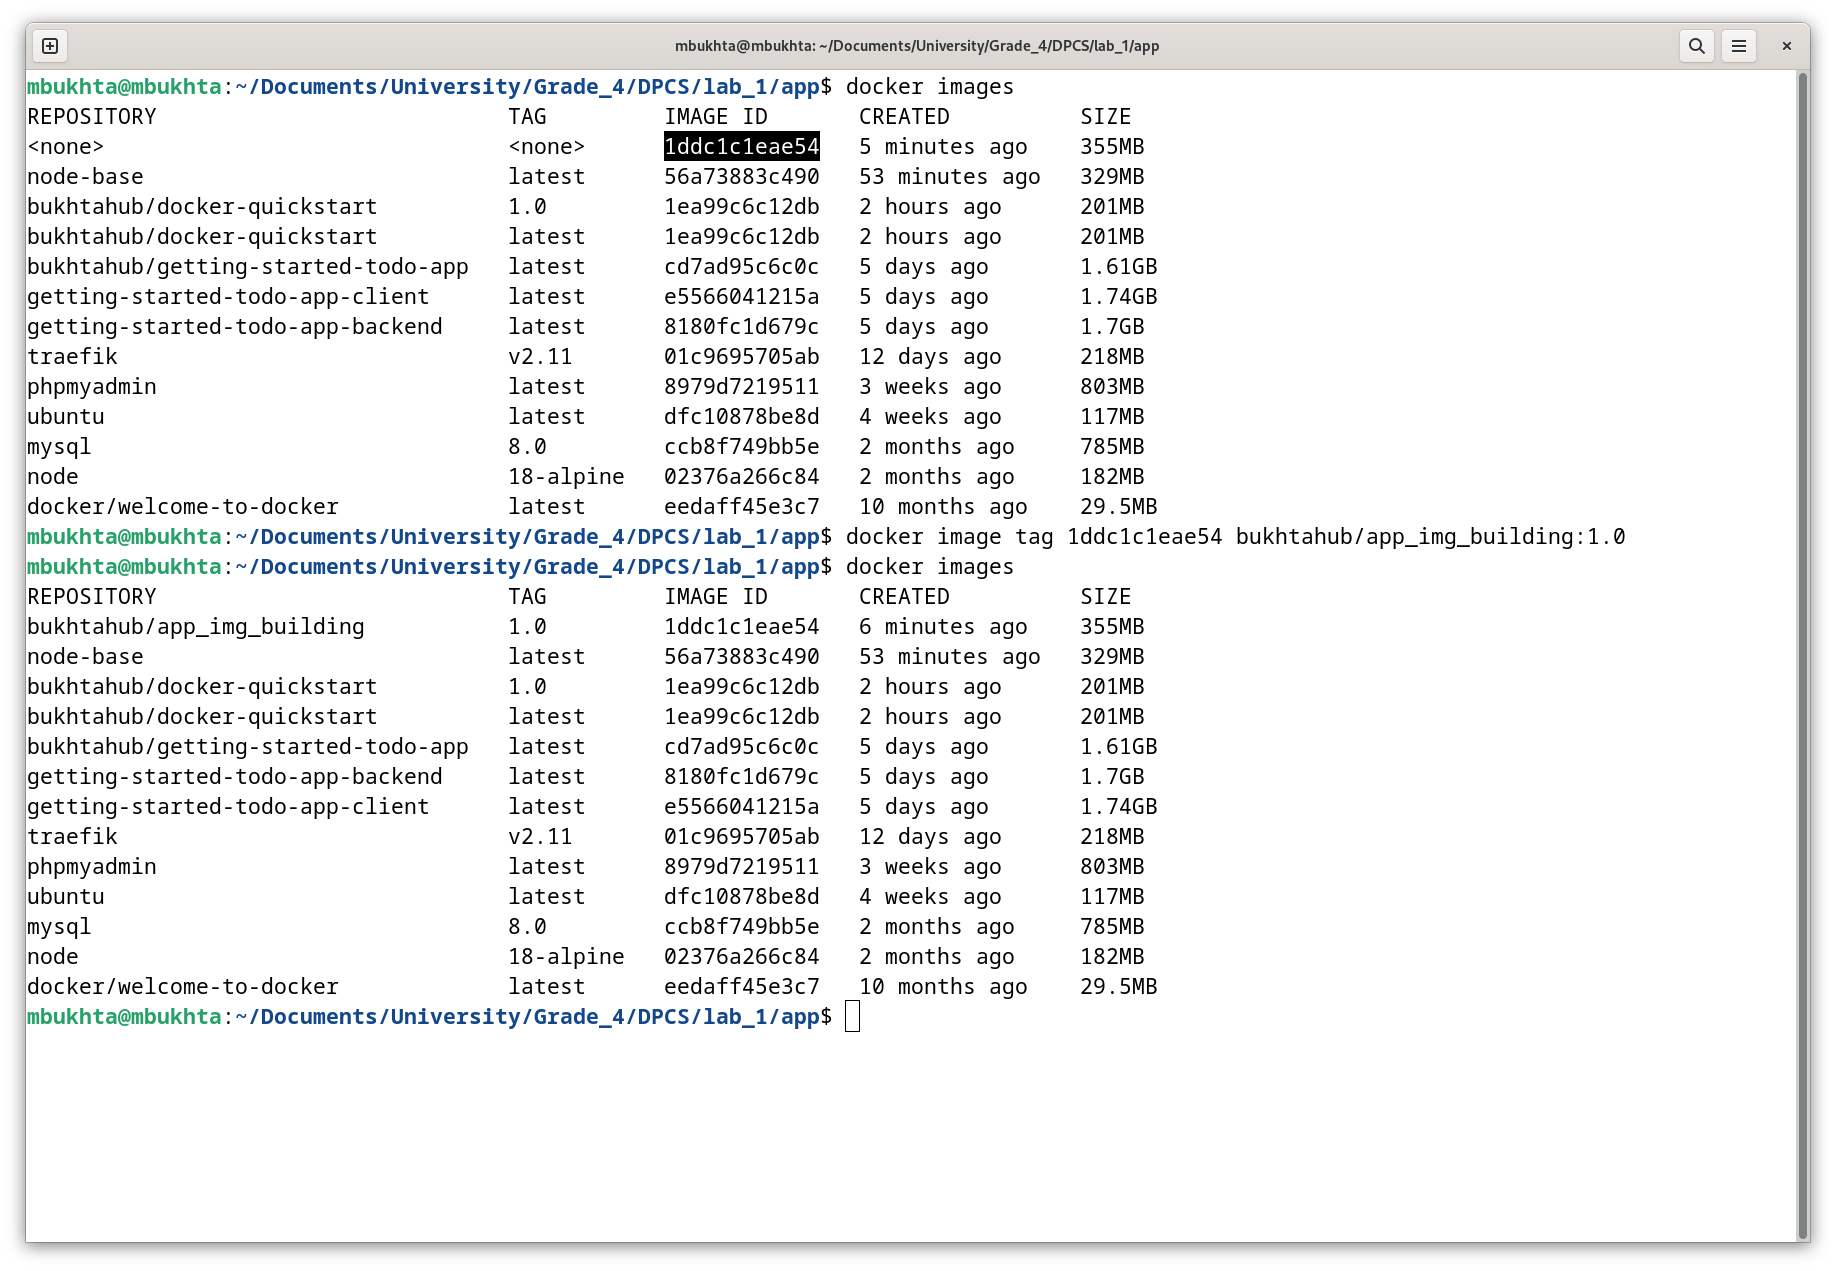 mbukhta@mbukhta: ~/Documents/University/Grade_4/DPCS/lab_1/app
mbukhta@mbukhta:~/Documents/University/Grade_4/DPCS/lab_1/app$ docker images
REPOSITORY TAG IMAGE ID CREATED SIZE
<none> <none> 1ddc1c1eae54 5 minutes ago 355MB
node-base latest 56a73883c490 53 minutes ago 329MB
bukhtahub/docker-quickstart 1.0 1ea99c6c12db 2 hours ago 201MB
bukhtahub/docker-quickstart latest 1ea99c6c12db 2 hours ago 201MB
bukhtahub/getting-started-todo-app latest cd7ad95c6c0c 5 days ago 1.61GB
getting-started-todo-app-client latest e5566041215a 5 days ago 1.74GB
getting-started-todo-app-backend latest 8180fc1d679c 5 days ago 1.7GB
traefik v2.11 01c9695705ab 12 days ago 218MB
phpmyadmin latest 8979d7219511 3 weeks ago 803MB
ubuntu latest dfc10878be8d 4 weeks ago 117MB
mysql 8.0 ccb8f749bb5e 2 months ago 785MB
node 18-alpine 02376a266c84 2 months ago 182MB
docker/welcome-to-docker latest eedaff45e3c7 10 months ago 29.5MB
mbukhta@mbukhta:~/Documents/University/Grade_4/DPCS/lab_1/app$ docker image tag 1ddc1c1eae54 bukhtahub/app_img_building:1.0
mbukhta@mbukhta:~/Documents/University/Grade_4/DPCS/lab_1/app$ docker images
REPOSITORY TAG IMAGE ID CREATED SIZE
bukhtahub/app_img_building 1.0 1ddc1c1eae54 6 minutes ago 355MB
node-base latest 56a73883c490 53 minutes ago 329MB
bukhtahub/docker-quickstart 1.0 1ea99c6c12db 2 hours ago 201MB
bukhtahub/docker-quickstart latest 1ea99c6c12db 2 hours ago 201MB
bukhtahub/getting-started-todo-app latest cd7ad95c6c0c 5 days ago 1.61GB
getting-started-todo-app-backend latest 8180fc1d679c 5 days ago 1.7GB
getting-started-todo-app-client latest e5566041215a 5 days ago 1.74GB
traefik v2.11 01c9695705ab 12 days ago 218MB
phpmyadmin latest 8979d7219511 3 weeks ago 803MB
ubuntu latest dfc10878be8d 4 weeks ago 117MB
mysql 8.0 ccb8f749bb5e 2 months ago 785MB
node 18-alpine 02376a266c84 2 months ago 182MB
docker/welcome-to-docker latest eedaff45e3c7 10 months ago 29.5MB
mbukhta@mbukhta:~/Documents/University/Grade_4/DPCS/lab_1/app$